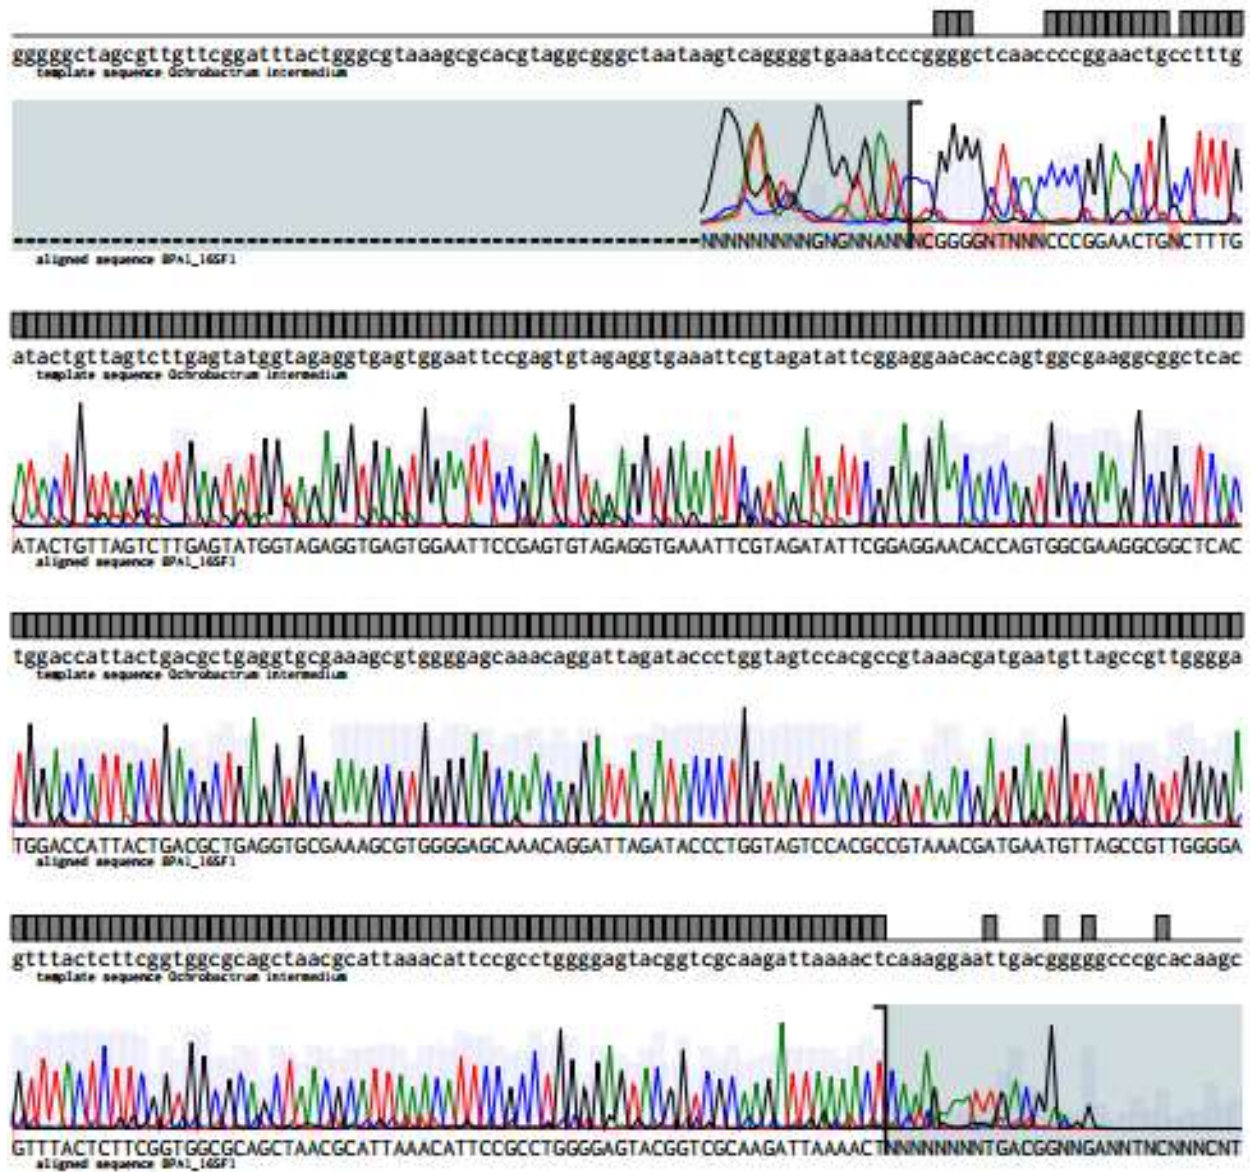 gggggctagcgttgttcggatttactgggcgtaaagcgcacgtaggcgggctaataagtcaggggtgaaatcccggggctcaaccccggaactgcctttg
template sequence Ochrobactrum intermedium
NNNNNNNNNGNGNNANNNCGGGGNTNNNCCCGGAACTGNCTTTG
aligned sequence BPA1_16SF1
atactgttagtcttgagtatggtagaggtgagtggaattccgagtgtagaggtgaaattcgtagatattcggaggaacaccagtggcgaaggcggctcac
template sequence Ochrobactrum intermedium
ATACTGTTAGTCTTGAGTATGGTAGAGGTGAGTGGAATTCCGAGTGTAGAGGTGAAATTCGTAGATATTCGGAGGAACACCAGTGGCGAAGGCGGCTCAC
aligned sequence BPA1_16SF1
tggaccattactgacgctgaggtgcgaaagcgtggggagcaaacaggattagataccctggtagtccacgccgtaaacgatgaatgttagccgttgggga
template sequence Ochrobactrum intermedium
TGGACCATTACTGACGCTGAGGTGCGAAAGCGTGGGGAGCAAACAGGATTAGATACCCTGGTAGTCCACGCCGTAAACGATGAATGTTAGCCGTTGGGGA
aligned sequence BPA1_16SF1
gtttactcttcggtggcgcagctaacgcattaaacattccgcctggggagtacggtcgcaagattaaaactcaaaggaattgacgggggcccgcacaagc
template sequence Ochrobactrum intermedium
GTTTACTCTTCGGTGGCGCAGCTAACGCATTAAACATTCCGCCTGGGGAGTACGGTCGCAAGATTAAAACTNNNNNNNNTGACGGNNGANNTNCNNNCNT
aligned sequence BPA1_16SF1